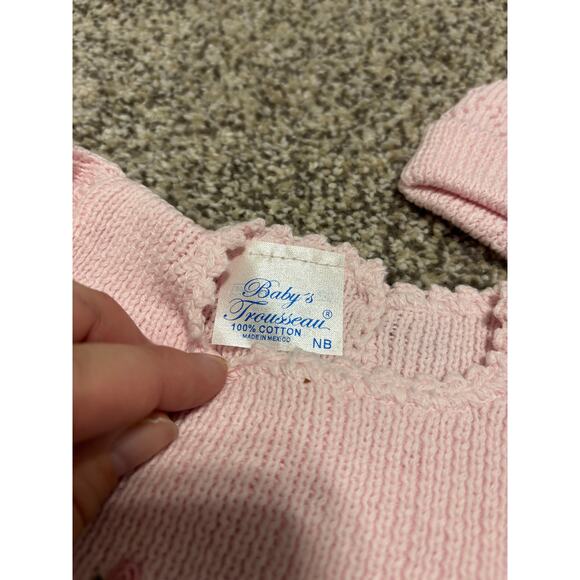 Baby's
Trousseau®
100% COTTON
MADE IN MEXICO
NB